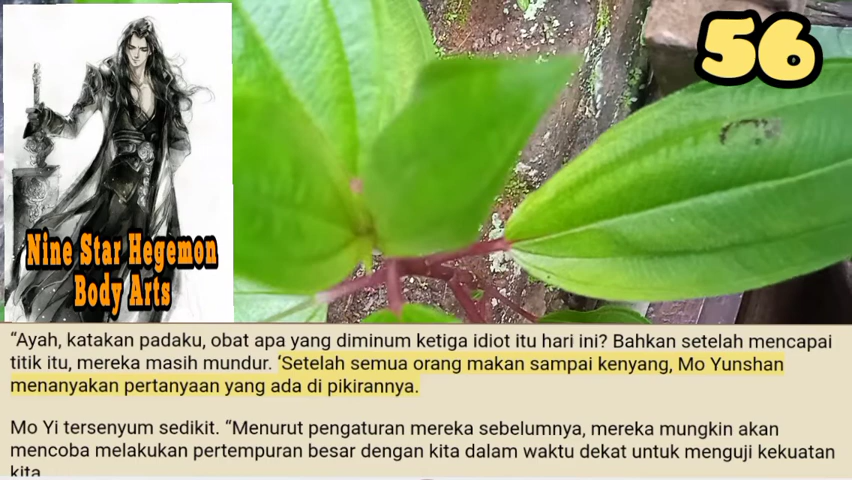 56
Nine Star Hegemon
Body Arts
“Ayah, katakan padaku, obat apa yang diminum ketiga idiot itu hari ini? Bahkan setelah mencapai
titik itu, mereka masih mundur. ‘Setelah semua orang makan sampai kenyang, Mo Yunshan
menanyakan pertanyaan yang ada di pikirannya.
Mo Yi tersenyum sedikit. “Menurut pengaturan mereka sebelumnya, mereka mungkin akan
mencoba melakukan pertempuran besar dengan kita dalam waktu dekat untuk menguji kekuatan
kita